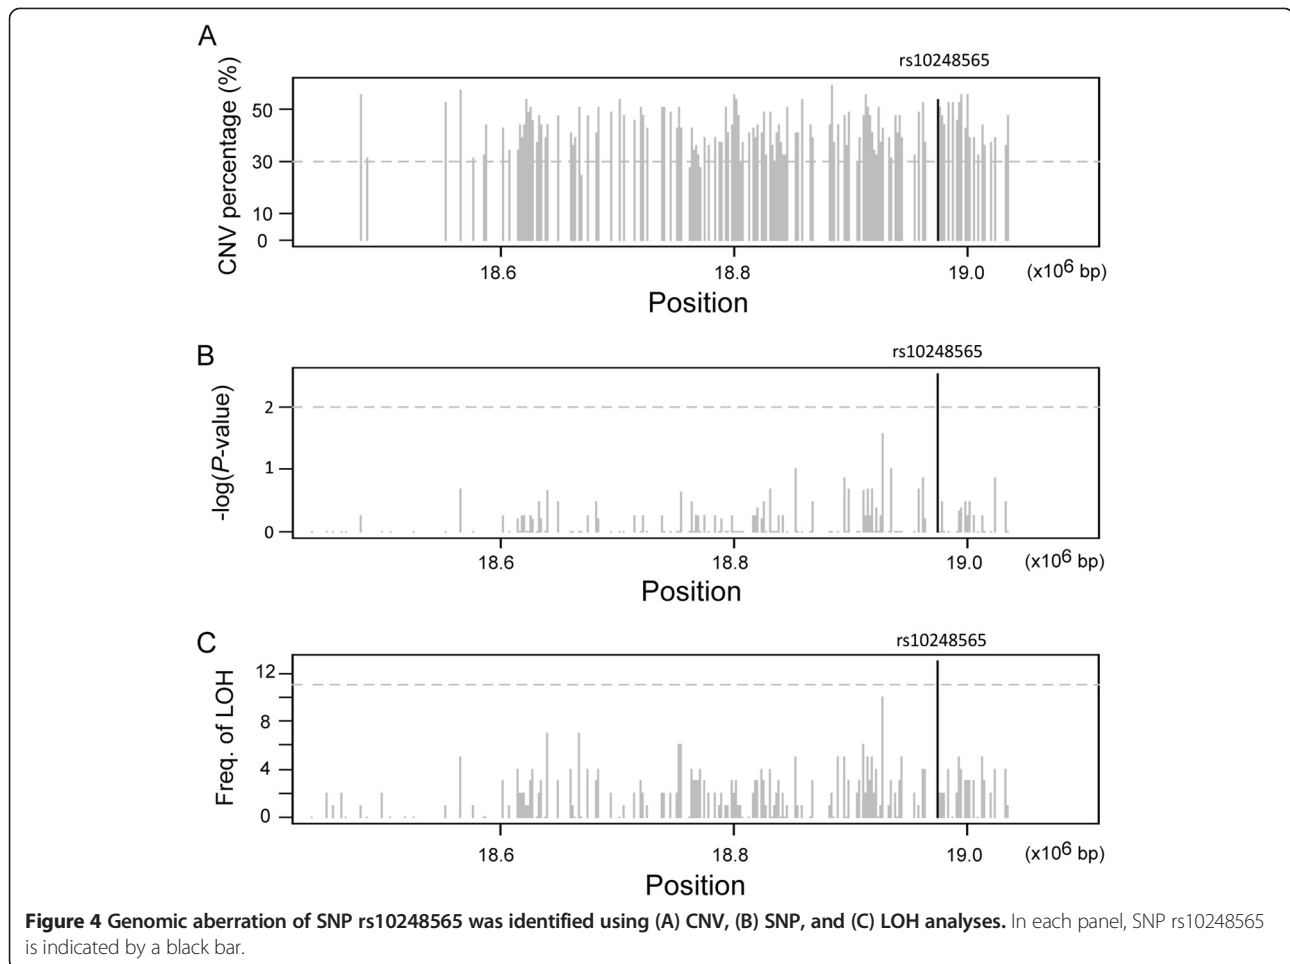 A
rs10248565
CNV percentage (%)
50
30
10
0
18.6
18.8
19.0
(x10⁶ bp)
Position
B
rs10248565
-log(P-value)
2
1
0
18.6
18.8
19.0
(x10⁶ bp)
Position
C
rs10248565
Freq. of LOH
12
8
4
0
18.6
18.8
19.0
(x10⁶ bp)
Position
Figure 4 Genomic aberration of SNP rs10248565 was identified using (A) CNV, (B) SNP, and (C) LOH analyses. In each panel, SNP rs10248565
is indicated by a black bar.